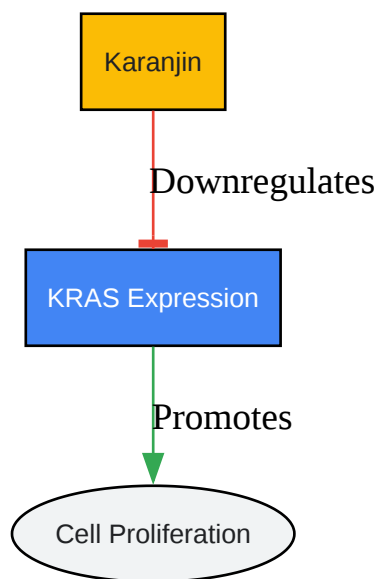 Karanjin
Downregulates
KRAS Expression
Promotes
Cell Proliferation